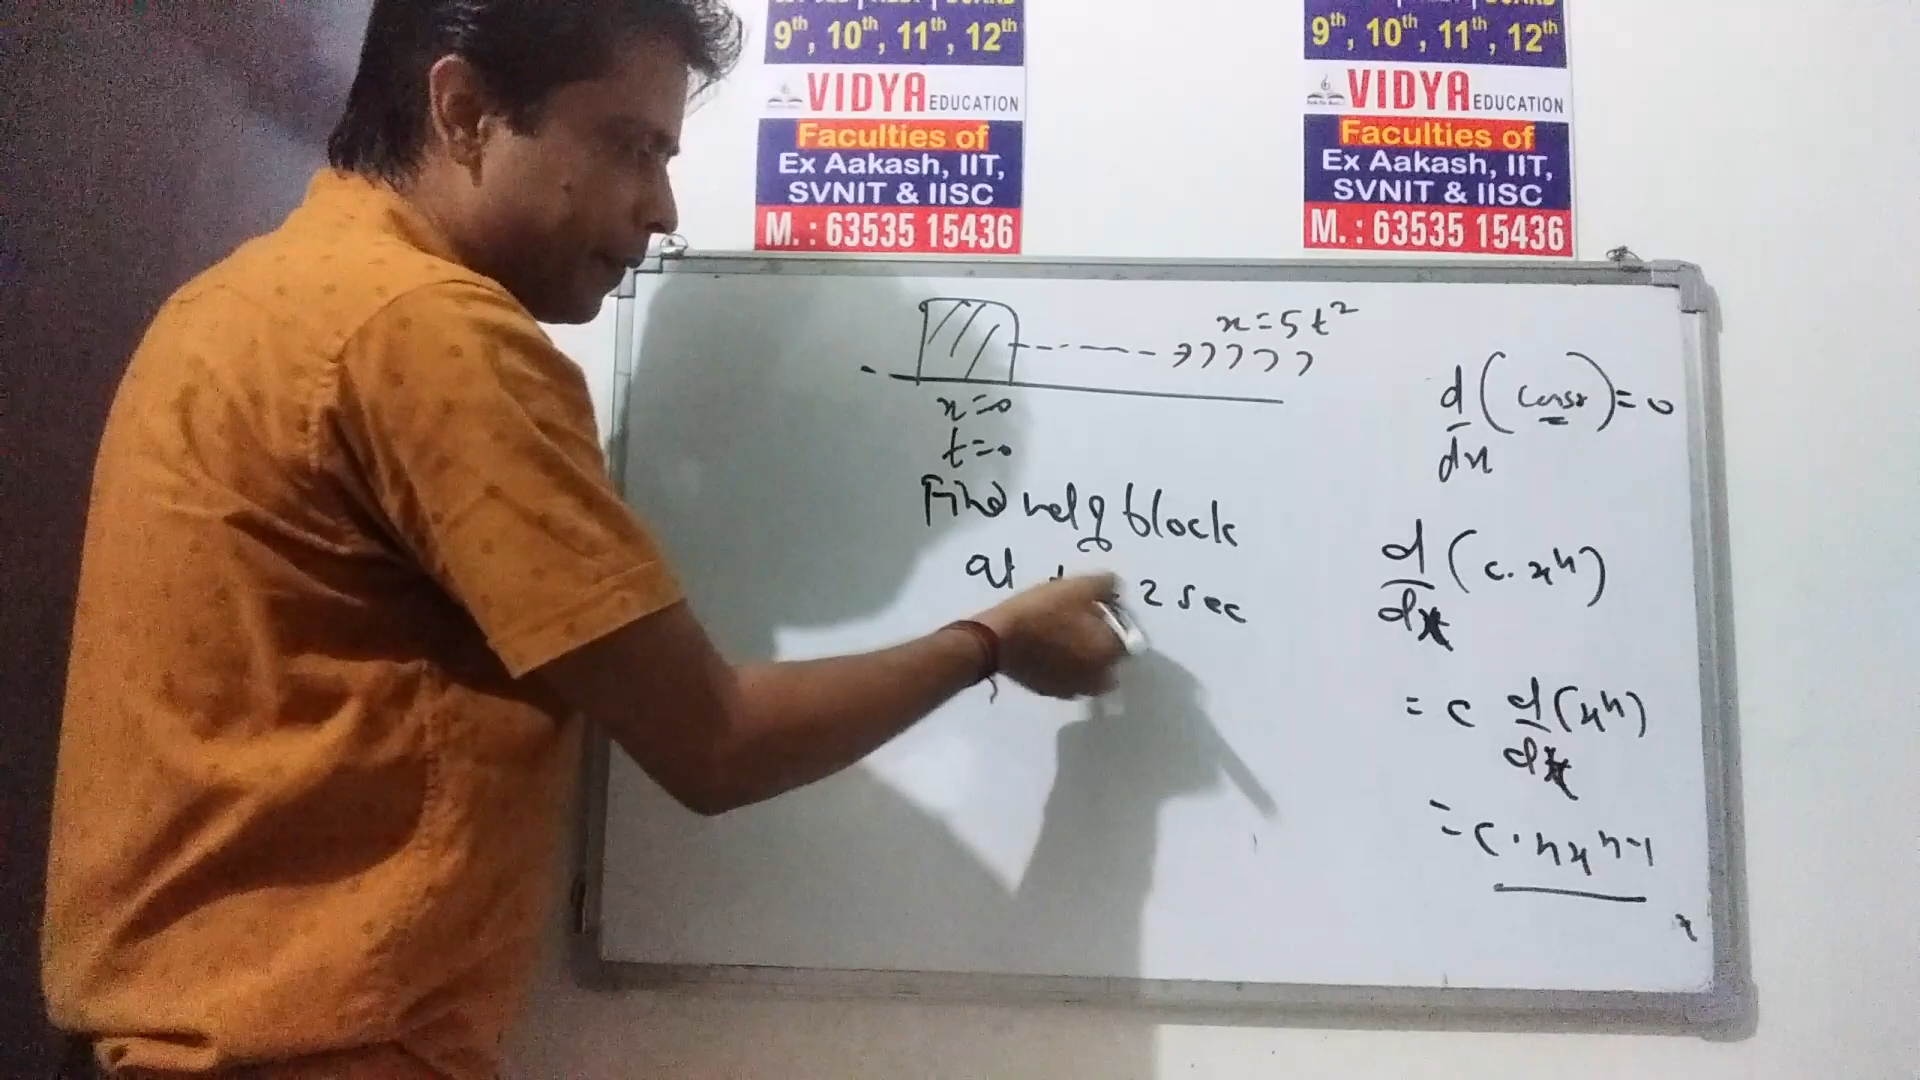 9th, 10th, 11th, 12th
VIDYA EDUCATION
Faculties of
Ex Aakash, IIT,
SVNIT & IISC
M. : 63535 15436
9th, 10th, 11th, 12th
VIDYA EDUCATION
Faculties of
Ex Aakash, IIT,
SVNIT & IISC
M. : 63535 15436
x = 5t²
x=0
t=0
Find vel of block
at 2 sec
d/dx (const) = 0
d/dx (c.xⁿ)
= c d/dx (xⁿ)
= c.nxⁿ⁻¹